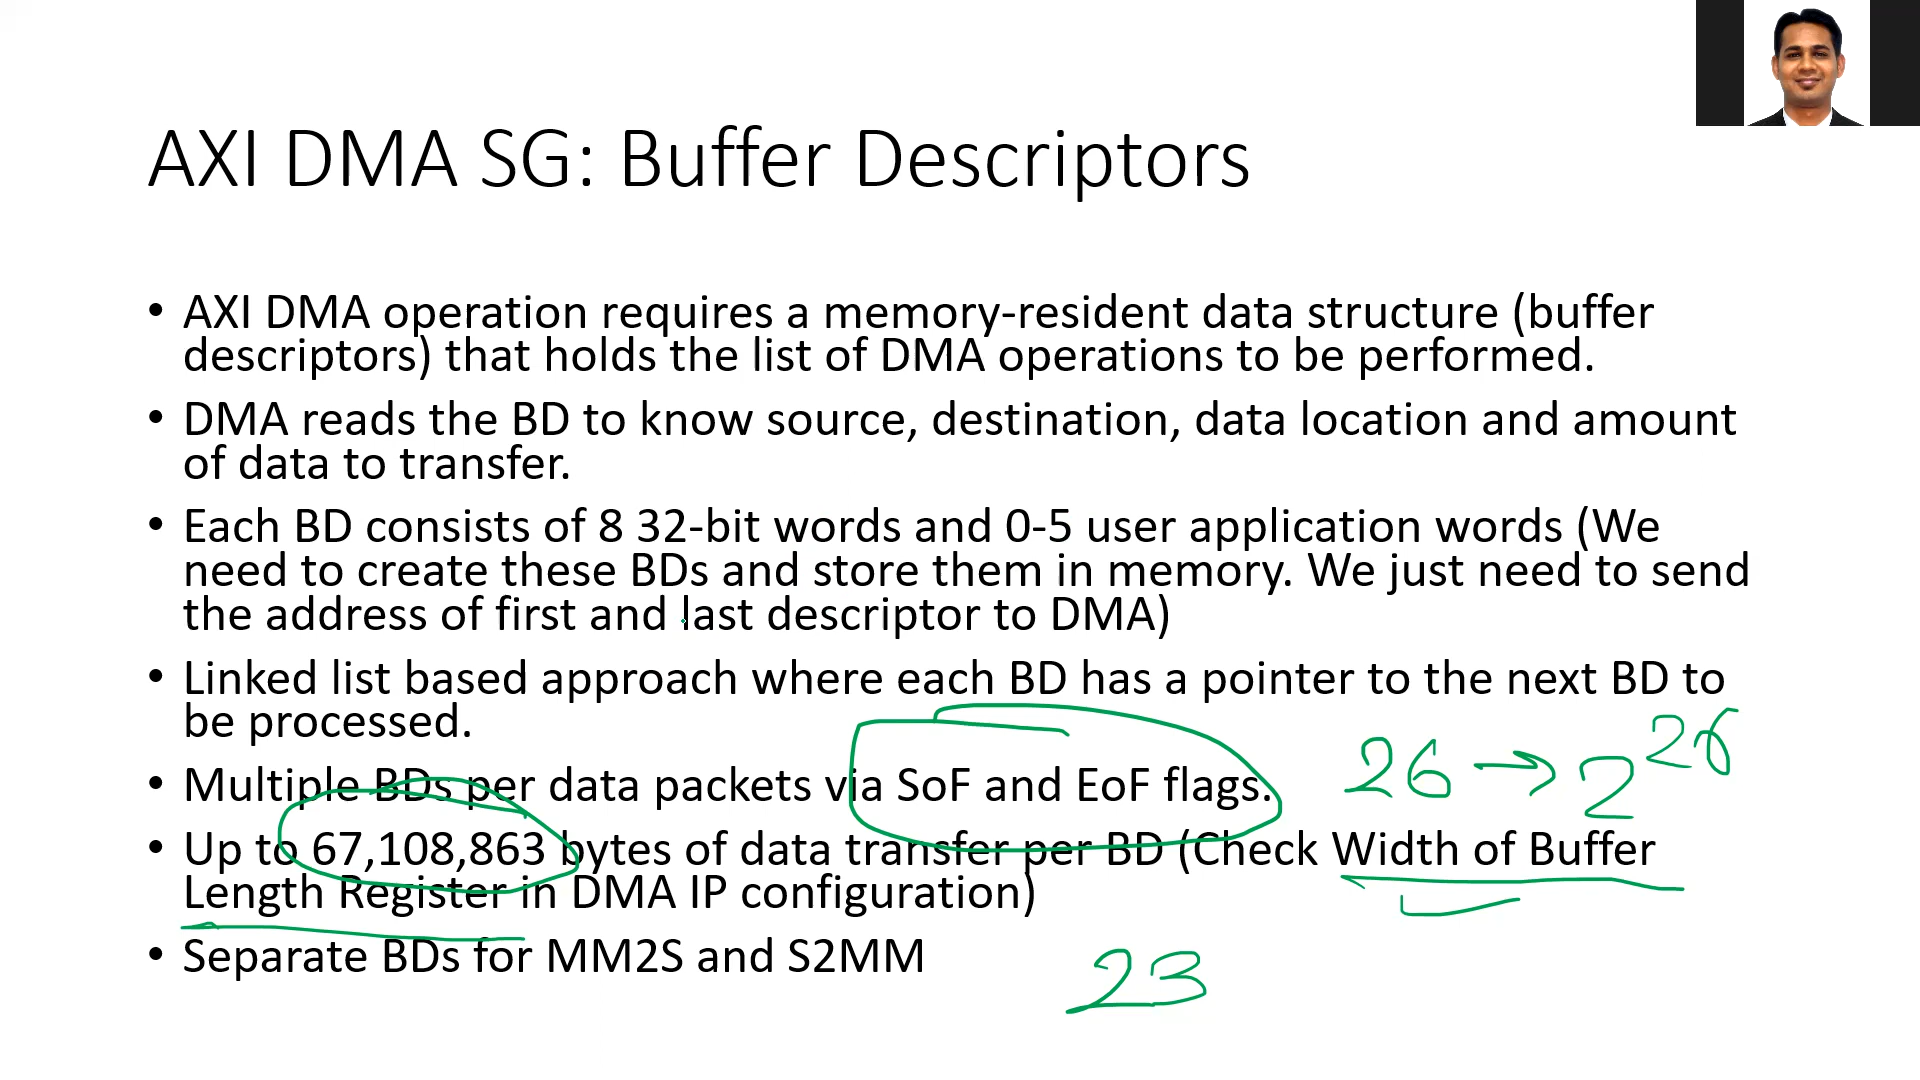 AXI DMA SG: Buffer Descriptors
• AXI DMA operation requires a memory-resident data structure (buffer
descriptors) that holds the list of DMA operations to be performed.
• DMA reads the BD to know source, destination, data location and amount
of data to transfer.
• Each BD consists of 8 32-bit words and 0-5 user application words (We
need to create these BDs and store them in memory. We just need to send
the address of first and last descriptor to DMA)
• Linked list based approach where each BD has a pointer to the next BD to
be processed.
• Multiple BDs per data packets via SoF and EoF flags.
26 → 2^26
• Up to 67,108,863 bytes of data transfer per BD (Check Width of Buffer
Length Register in DMA IP configuration)
• Separate BDs for MM2S and S2MM
23